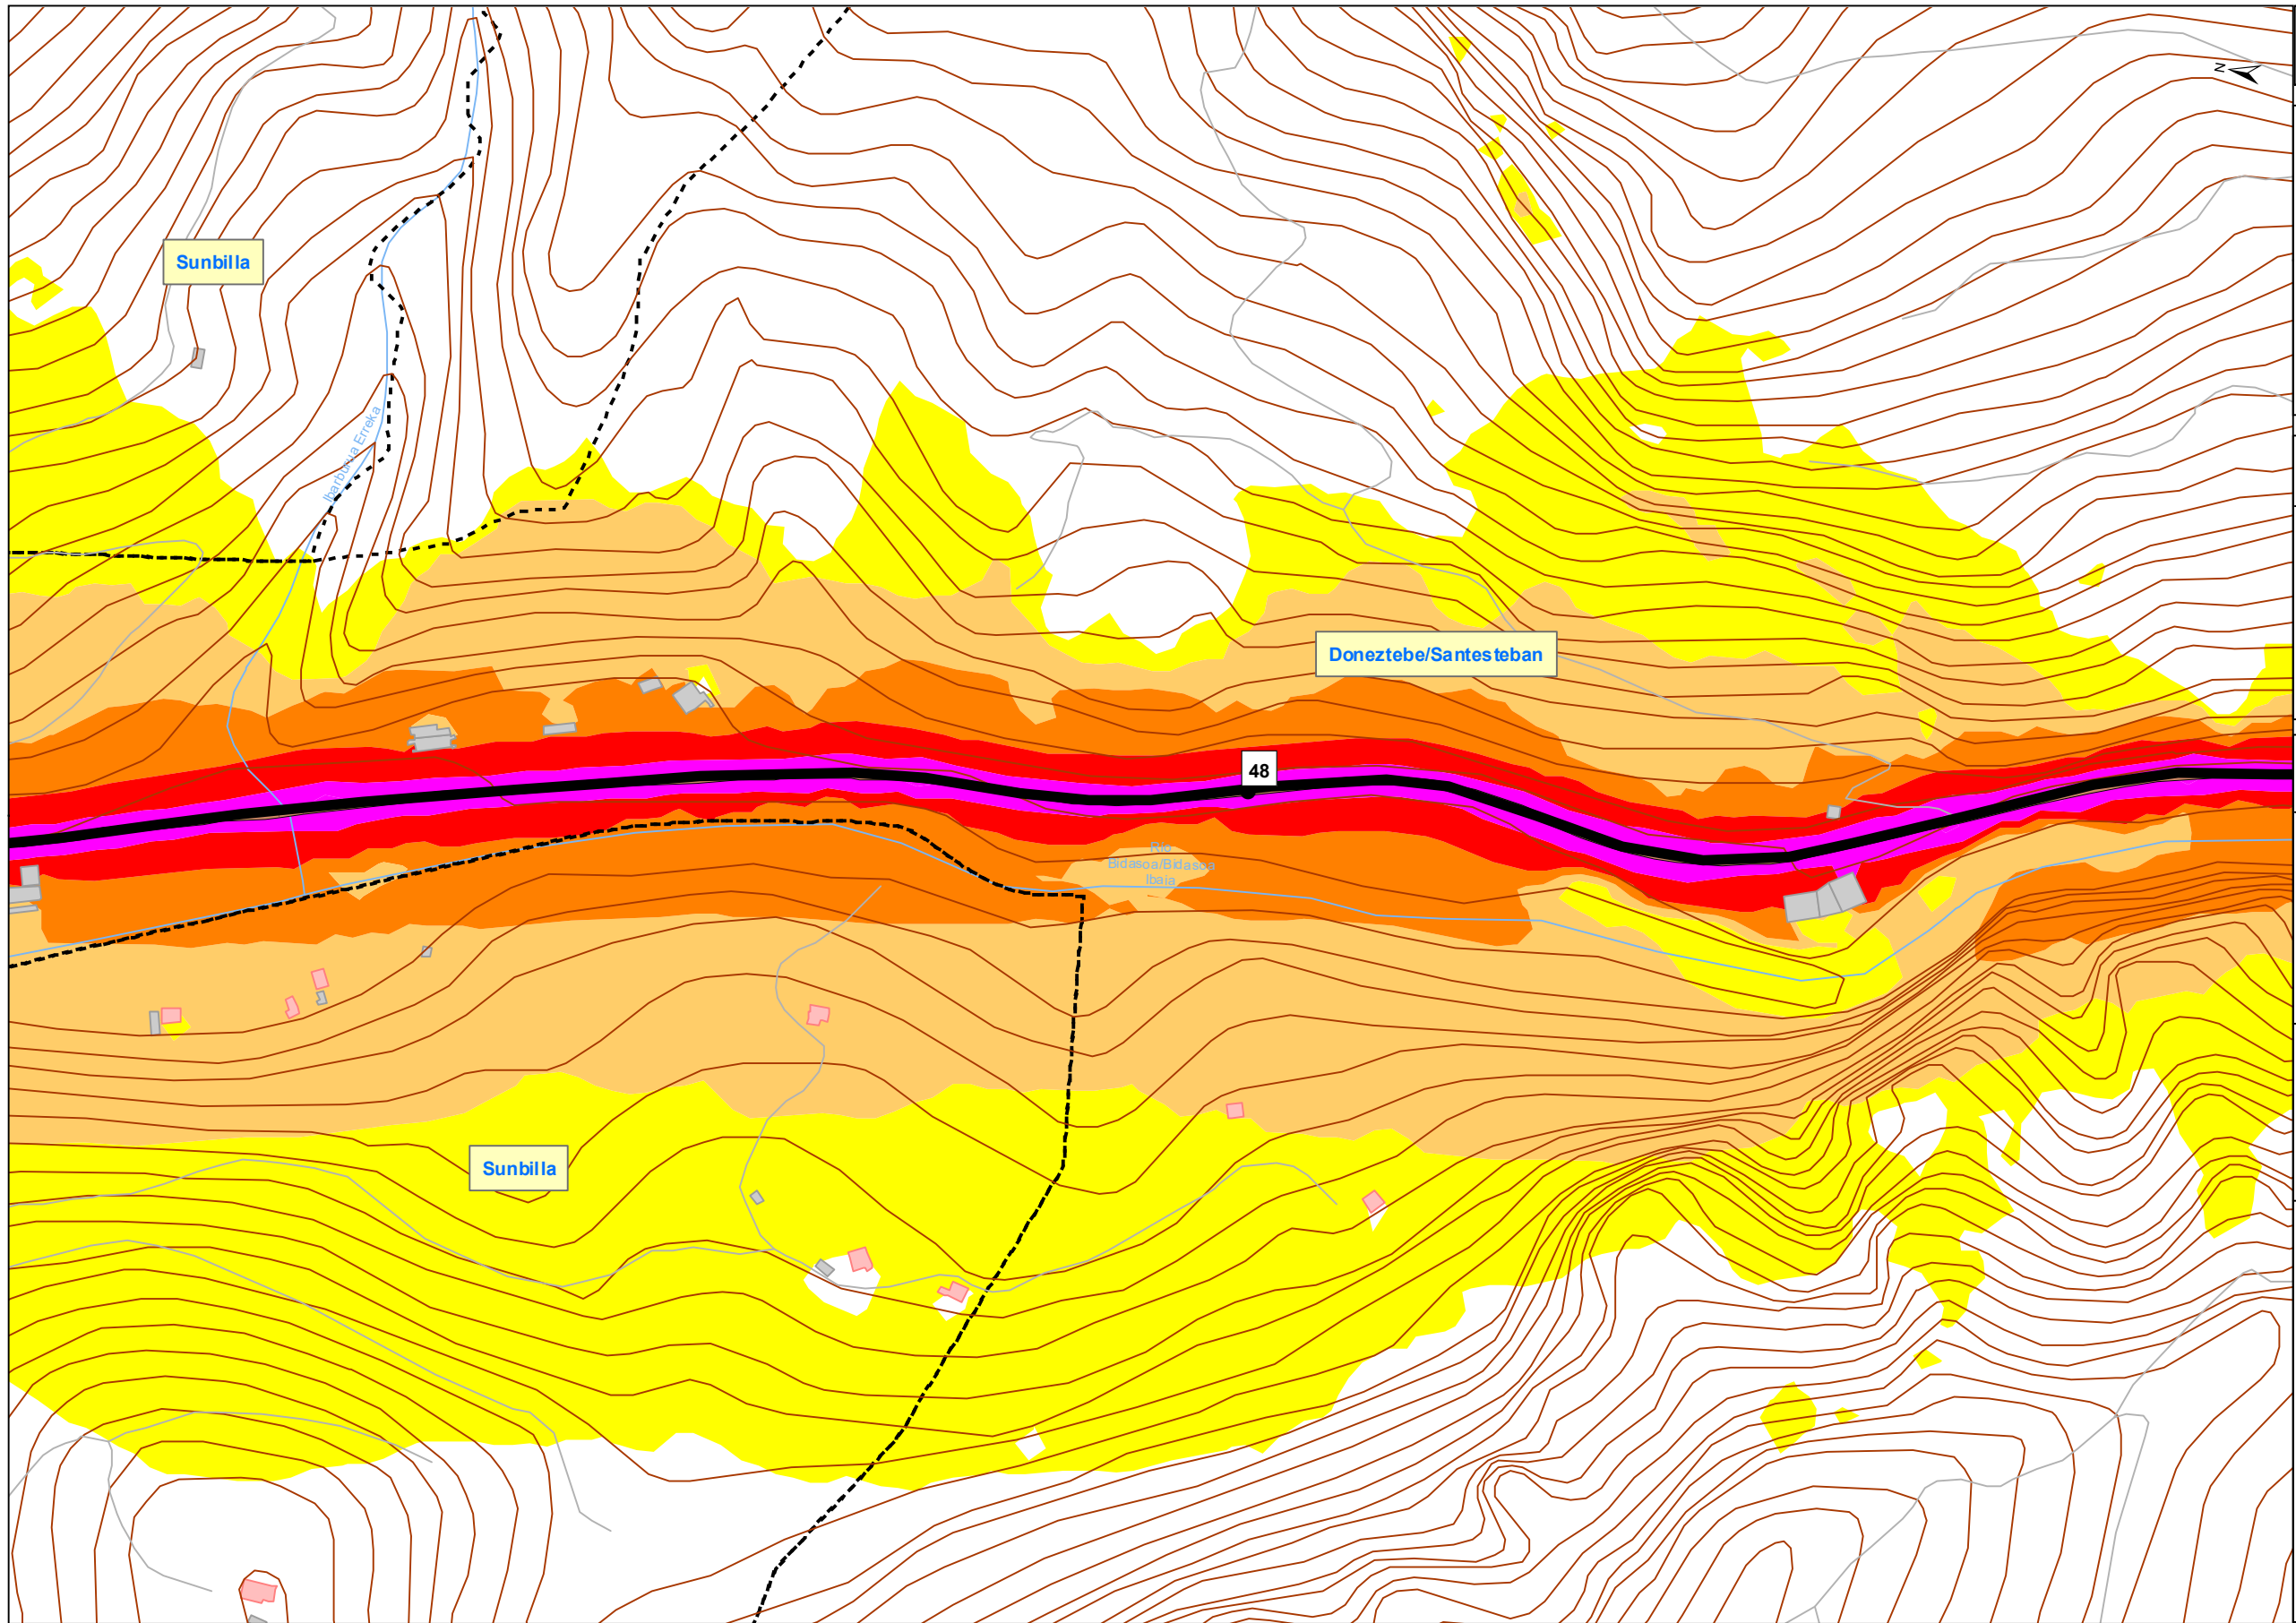 N
Sunbilla
Ibarburua Erreka
Doneztebe/Santesteban
48
Río
Bidasoa/Bidasoa
Ibaia
Sunbilla